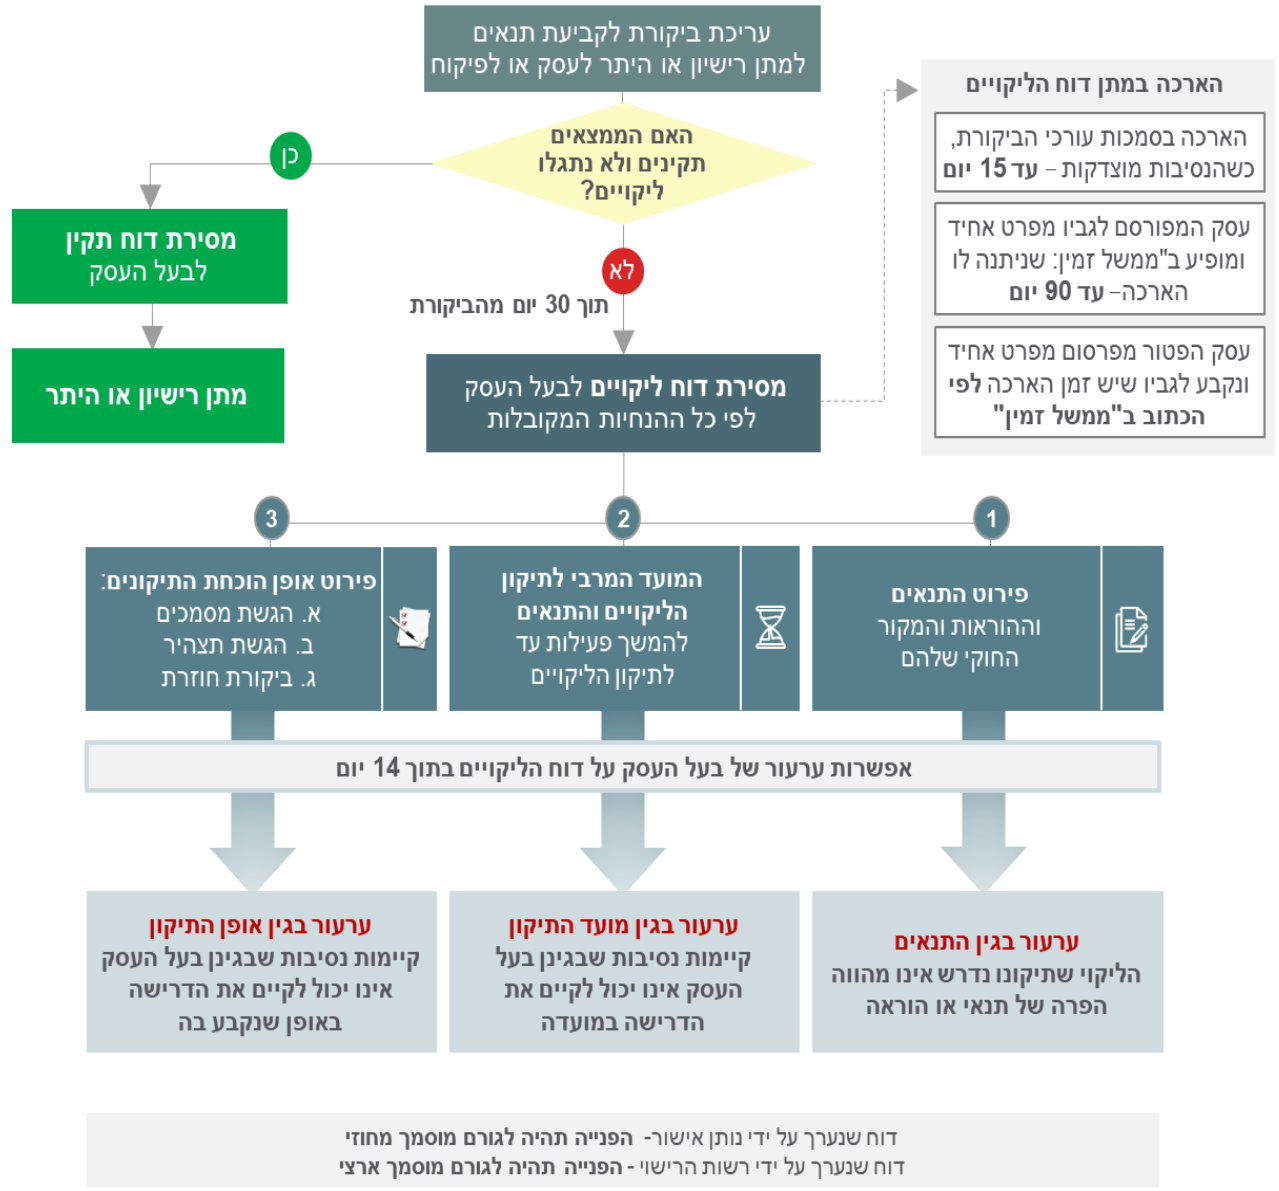 עריכת ביקורת לקביעת תנאים
למתן רישיון או היתר לעסק או לפיקוח
האם הממצאים
תקינים ולא נתגלו
ליקויים?
כן
מסירת דוח תקין
לבעל העסק
מתן רישיון או היתר
לא
תוך 30 יום מהביקורת
מסירת דוח ליקויים לבעל העסק
לפי כל ההנחיות המקובלות
הארכה במתן דוח הליקויים
הארכה בסמכות עורכי הביקורת,
כשהנסיבות מוצדקות – עד 15 יום
עסק המפורסם לגביו מפרט אחיד
ומופיע ב"ממשל זמין: שניתנה לו
הארכה– עד 90 יום
עסק הפטור מפרסום מפרט אחיד
ונקבע לגביו שיש זמן הארכה לפי
הכתוב ב"ממשל זמין"
1
פירוט התנאים
וההוראות והמקור
החוקי שלהם
2
המועד המרבי לתיקון
הליקויים והתנאים
להמשך פעילות עד
לתיקון הליקויים
3
פירוט אופן הוכחת התיקונים:
א. הגשת מסמכים
ב. הגשת תצהיר
ג. ביקורת חוזרת
אפשרות ערעור של בעל העסק על דוח הליקויים בתוך 14 יום
ערעור בגין התנאים
הליקוי שתיקונו נדרש אינו מהווה
הפרה של תנאי או הוראה
ערעור בגין מועד התיקון
קיימות נסיבות שבגינן בעל
העסק אינו יכול לקיים את
הדרישה במועדה
ערעור בגין אופן התיקון
קיימות נסיבות שבגינן בעל העסק
אינו יכול לקיים את הדרישה
באופן שנקבע בה
דוח שנערך על ידי נותן אישור- הפנייה תהיה לגורם מוסמך מחוזי
דוח שנערך על ידי רשות הרישוי - הפנייה תהיה לגורם מוסמך ארצי